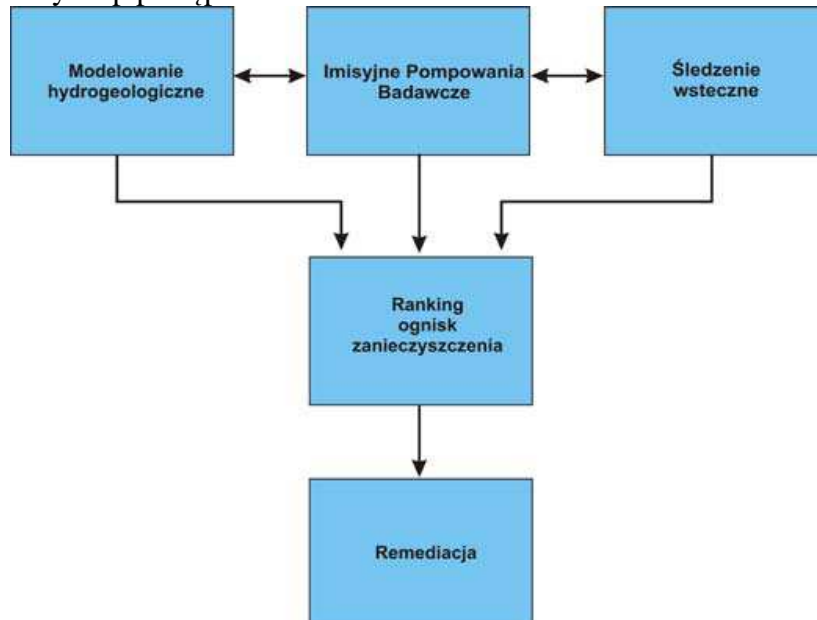 Modelowanie
hydrogeologiczne
Imisyjne Pompowania
Badawcze
Śledzenie
wsteczne
Ranking
ognisk
zanieczyszczenia
Remediacja